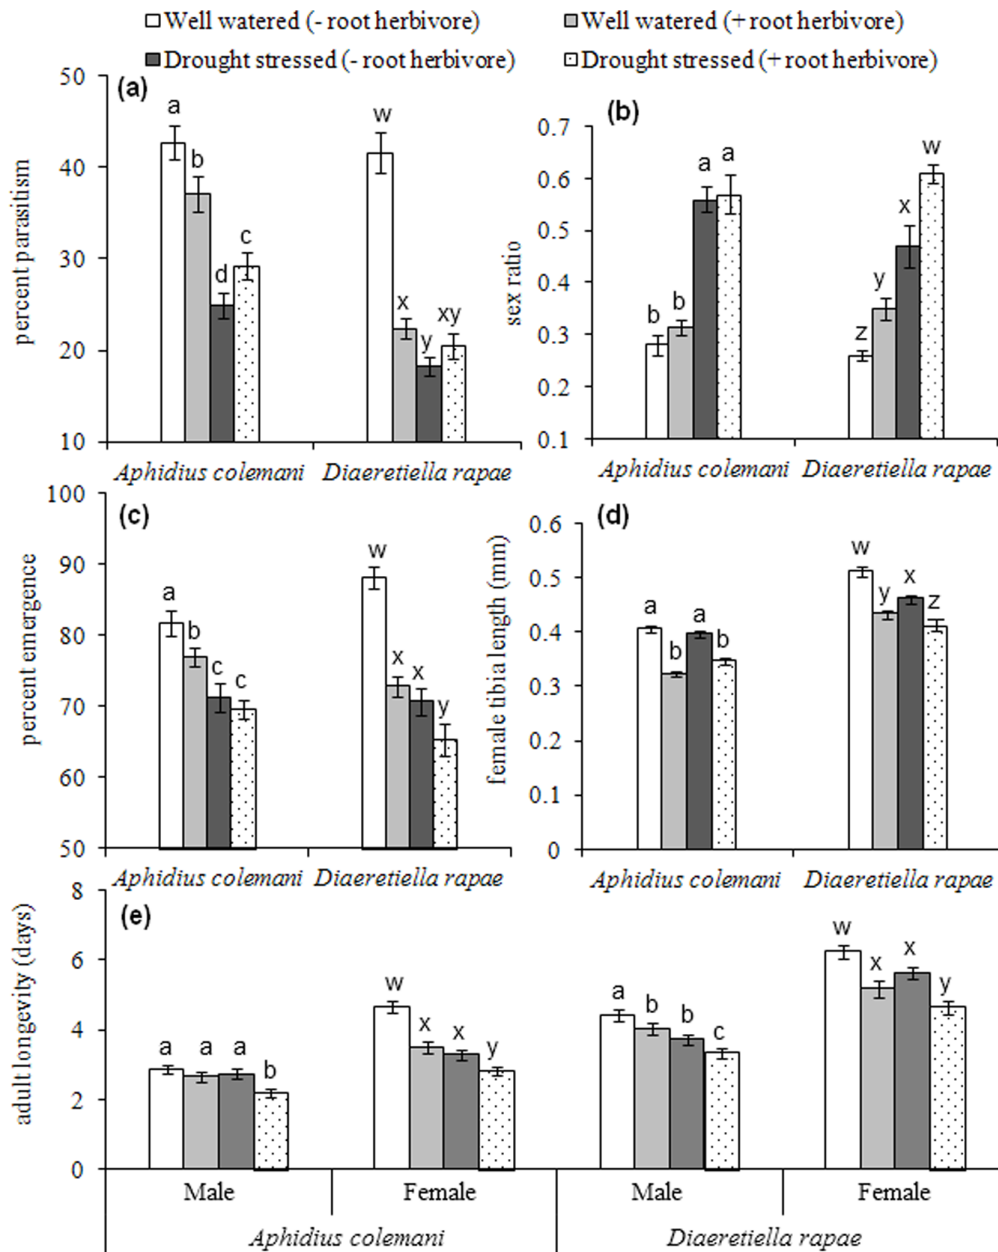 Well watered (- root herbivore) Well watered (+ root herbivore)
Drought stressed (- root herbivore) Drought stressed (+ root herbivore)
(a)
percent parasitism
50
40
30
20
10
a b d c w x y xy
Aphidius colemani Diaeretiella rapae
(b)
sex ratio
0.7
0.6
0.5
0.4
0.3
0.2
0.1
b b a a z y x w
Aphidius colemani Diaeretiella rapae
(c)
percent emergence
100
90
80
70
60
50
a b c c w x x y
Aphidius colemani Diaeretiella rapae
(d)
female tibia length (mm)
0.6
0.5
0.4
0.3
0.2
0.1
0
a b a b w y x z
Aphidius colemani Diaeretiella rapae
(e)
adult longevity (days)
8
6
4
2
0
a a a b w x x y a b b c w x x y
Male Female Male Female
Aphidius colemani Diaeretiella rapae